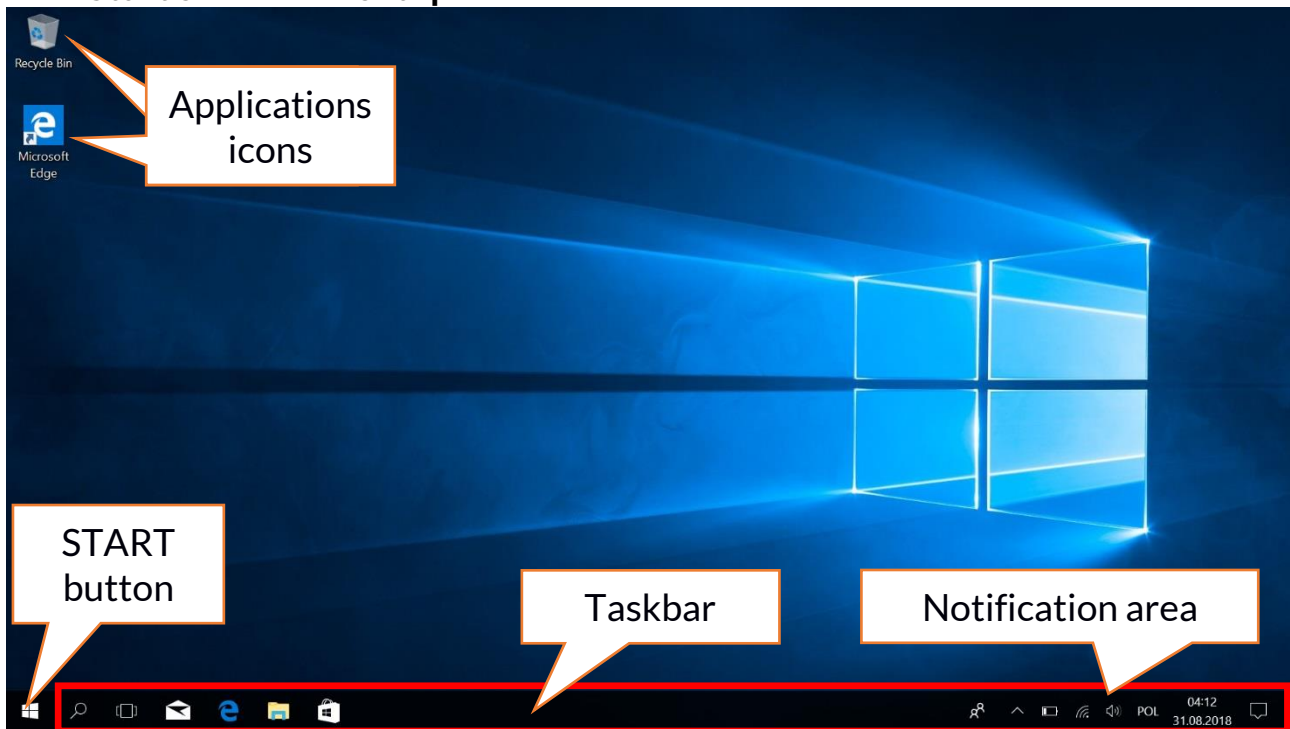 Recycle Bin
Applications
icons
Microsoft
Edge
START
button
Taskbar
Notification area
POL
04:12
31.08.2018